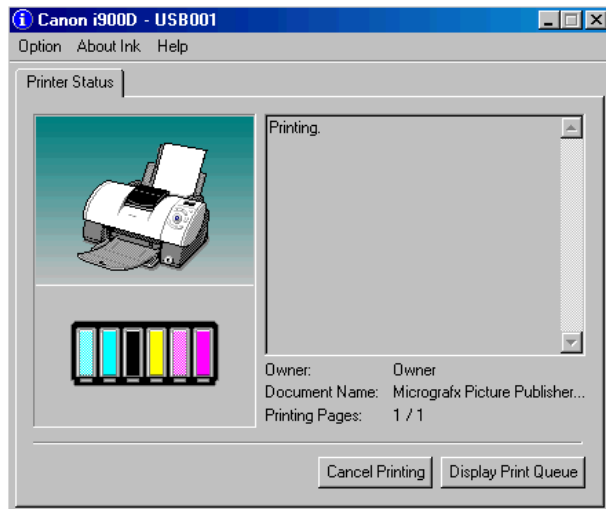 Canon i900D - USB001
Option About Ink Help
Printer Status
Printing.
Owner: Owner
Document Name: Micrografx Picture Publisher...
Printing Pages: 1 / 1
Cancel Printing Display Print Queue